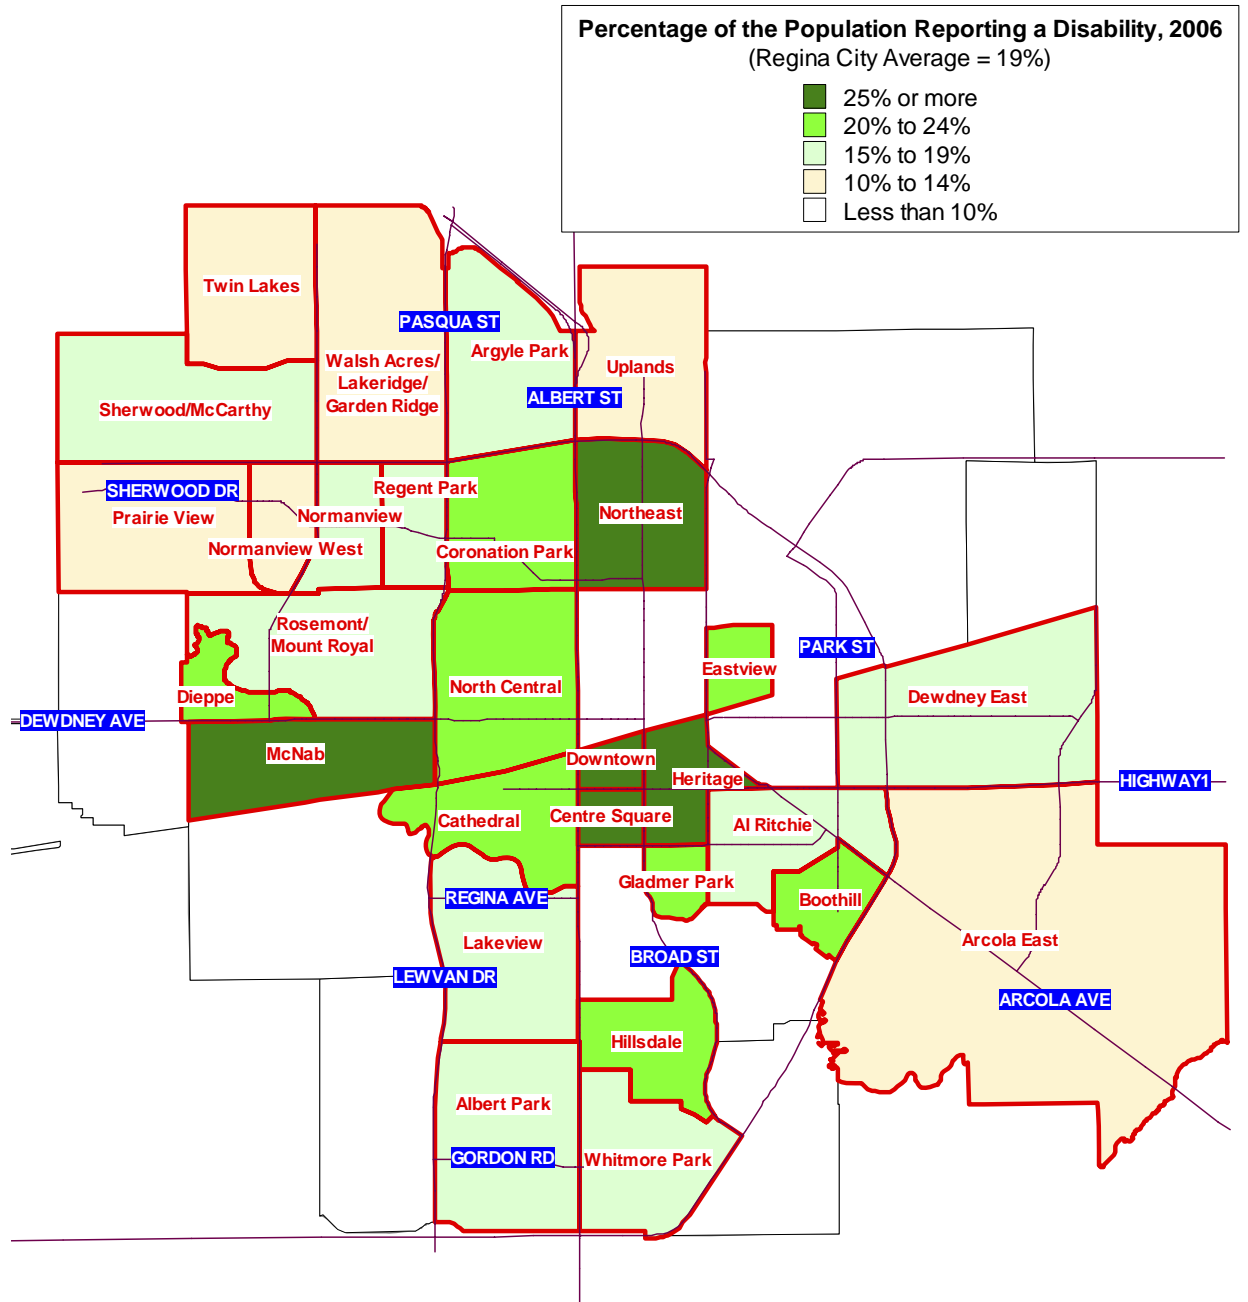 Percentage of the Population Reporting a Disability, 2006
(Regina City Average = 19%)
25% or more
20% to 24%
15% to 19%
10% to 14%
Less than 10%
Twin Lakes
PASQUA ST
Argyle Park
Walsh Acres/
Lakeridge/
Garden Ridge
Uplands
ALBERT ST
Sherwood/McCarthy
SHERWOOD DR
Regent Park
Prairie View
Normanview
Northeast
Normanview West
Coronation Park
Rosemont/
Mount Royal
PARK ST
Eastview
Dieppe
North Central
Dewdney East
DEWDNEY AVE
McNab
Downtown
Heritage
HIGHWAY1
Cathedral
Centre Square
Al Ritchie
Gladmer Park
REGINA AVE
Boothill
Lakeview
Arcola East
BROAD ST
LEWVAN DR
ARCOLA AVE
Hillsdale
Albert Park
GORDON RD
Whitmore Park